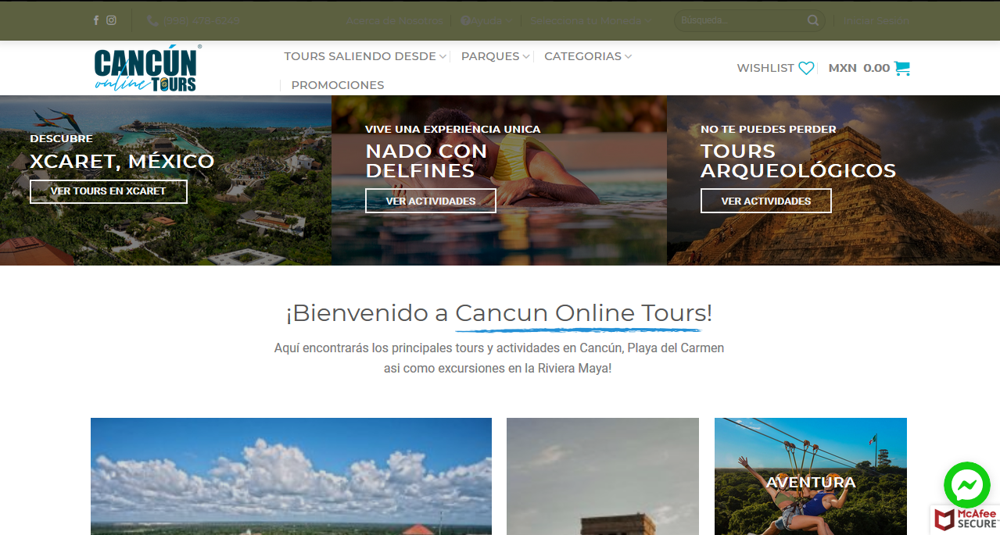 (998) 478-6249
Acerca de Nosotros
Ayuda
Selecciona tu Moneda
Búsqueda...
Iniciar Sesión
CANCÚN
online TOURS
TOURS SALIENDO DESDE
PARQUES
CATEGORIAS
PROMOCIONES
WISHLIST
MXN 0.00
DESCUBRE
XCARET, MÉXICO
VER TOURS EN XCARET
VIVE UNA EXPERIENCIA UNICA
NADO CON
DELFINES
VER ACTIVIDADES
NO TE PUEDES PERDER
TOURS
ARQUEOLÓGICOS
VER ACTIVIDADES
¡Bienvenido a Cancun Online Tours!
Aquí encontrarás los principales tours y actividades en Cancún, Playa del Carmen
asi como excursiones en la Riviera Maya!
AVENTURA
McAfee
SECURE